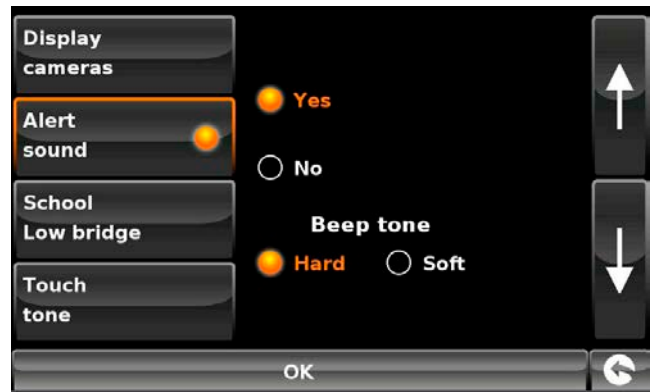 Display
cameras
Alert
sound
School
Low bridge
Touch
tone
Yes
No
Beep tone
Hard Soft
OK